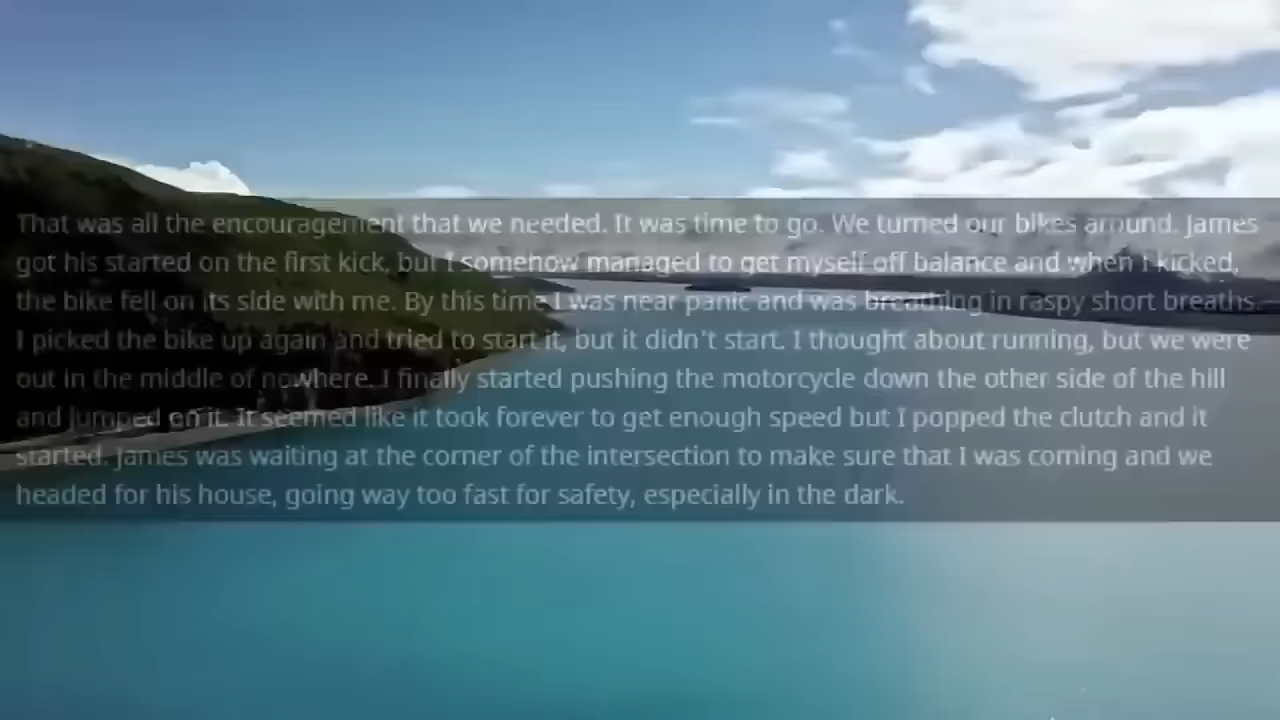 That was all the encouragement that we needed. It was time to go. We turned our bikes around. James
got his started on the first kick, but I somehow managed to get myself off balance and when I kicked,
the bike fell on its side with me. By this time I was near panic and was breathing in raspy short breaths.
I picked the bike up again and tried to start it, but it didn't start. I thought about running, but we were
out in the middle of nowhere. I finally started pushing the motorcycle down the other side of the hill
and jumped on it. It seemed like it took forever to get enough speed but I popped the clutch and it
started. James was waiting at the corner of the intersection to make sure that I was coming and we
headed for his house, going way too fast for safety, especially in the dark.